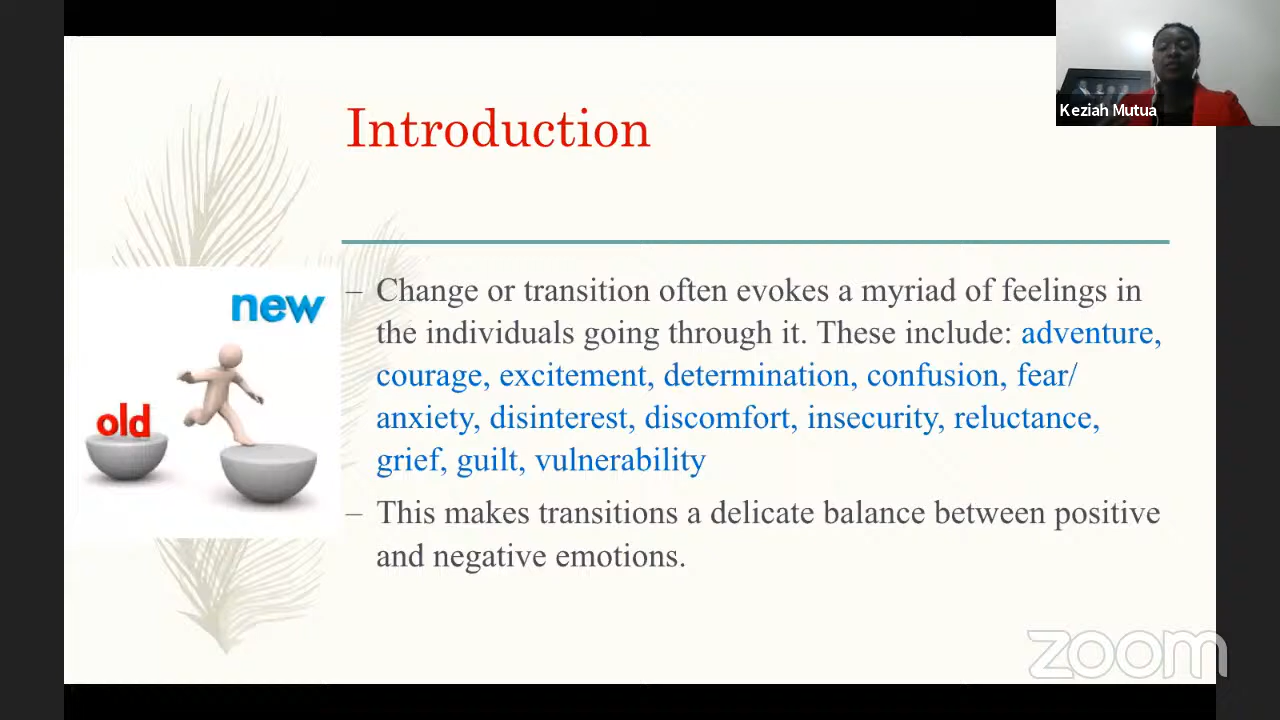 Keziah Mutua
Introduction
new
old
– Change or transition often evokes a myriad of feelings in
the individuals going through it. These include: adventure,
courage, excitement, determination, confusion, fear/
anxiety, disinterest, discomfort, insecurity, reluctance,
grief, guilt, vulnerability
– This makes transitions a delicate balance between positive
and negative emotions.
zoom